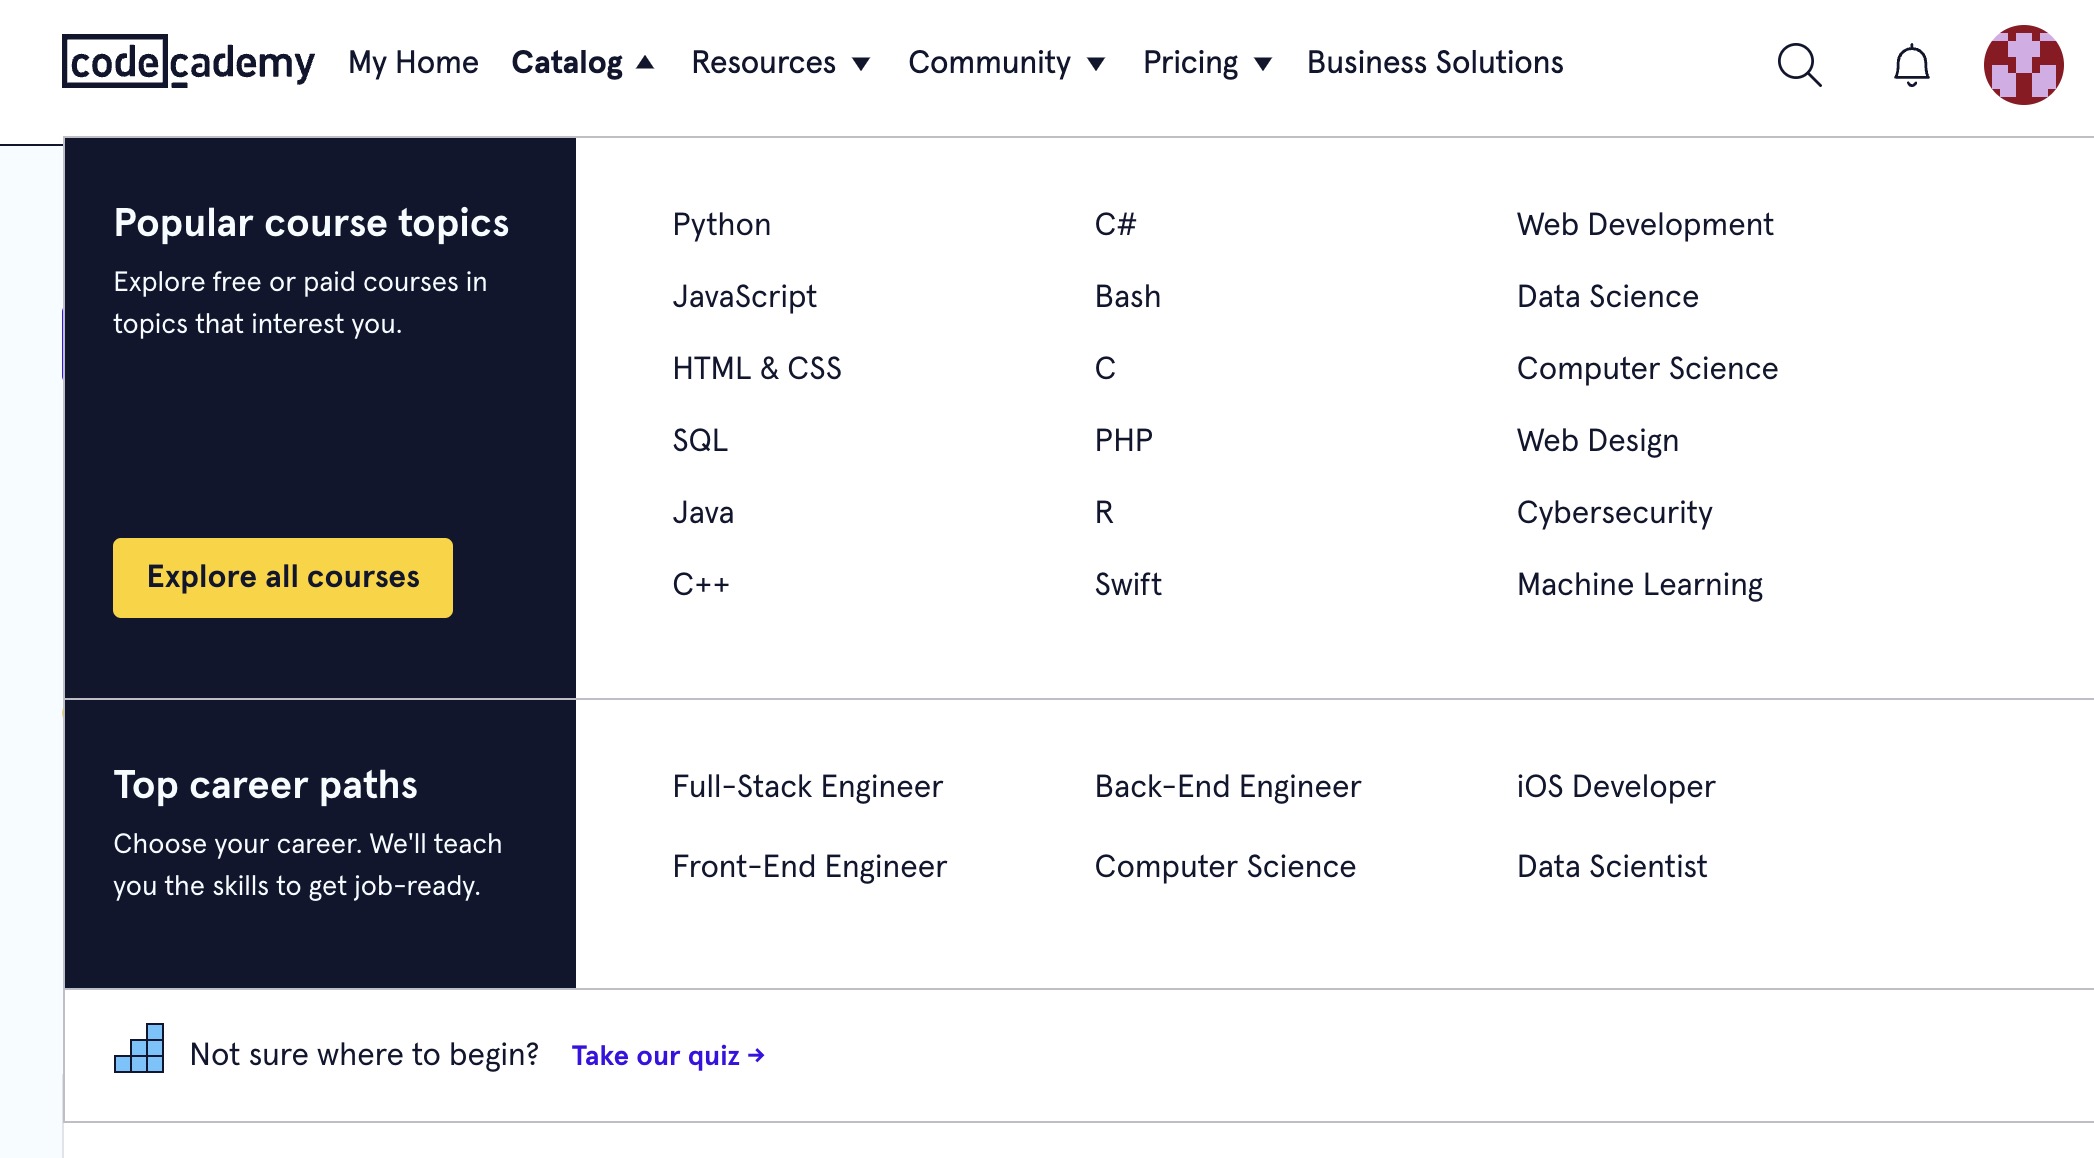 codecademy My Home Catalog Resources Community Pricing Business Solutions
Popular course topics
Explore free or paid courses in
topics that interest you.
Explore all courses
Python C# Web Development
JavaScript Bash Data Science
HTML & CSS C Computer Science
SQL PHP Web Design
Java R Cybersecurity
C++ Swift Machine Learning
Top career paths
Choose your career. We'll teach
you the skills to get job-ready.
Full-Stack Engineer Back-End Engineer iOS Developer
Front-End Engineer Computer Science Data Scientist
Not sure where to begin? Take our quiz →